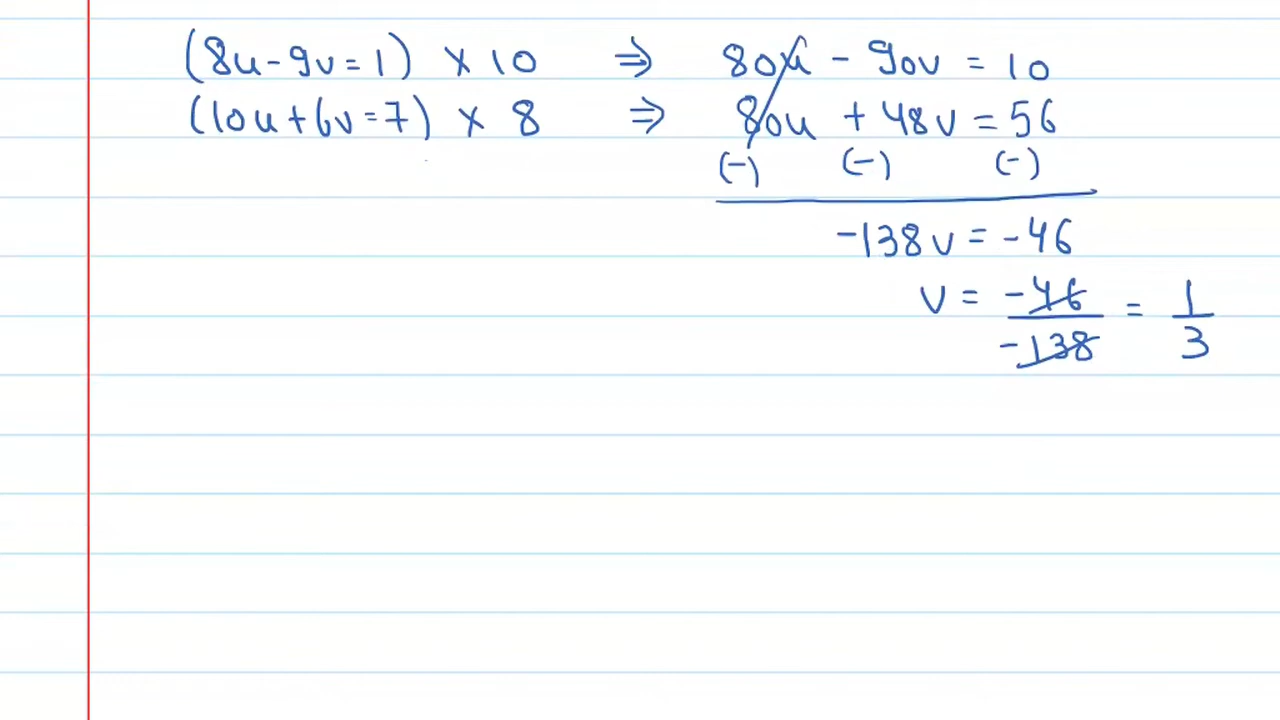 (8u - 9v = 1) × 10 ⇒ 80u - 90v = 10
(10u + 6v = 7) × 8 ⇒ 80u + 48v = 56
(-) (-) (-)
-138v = -46
v = -46/-138 = 1/3